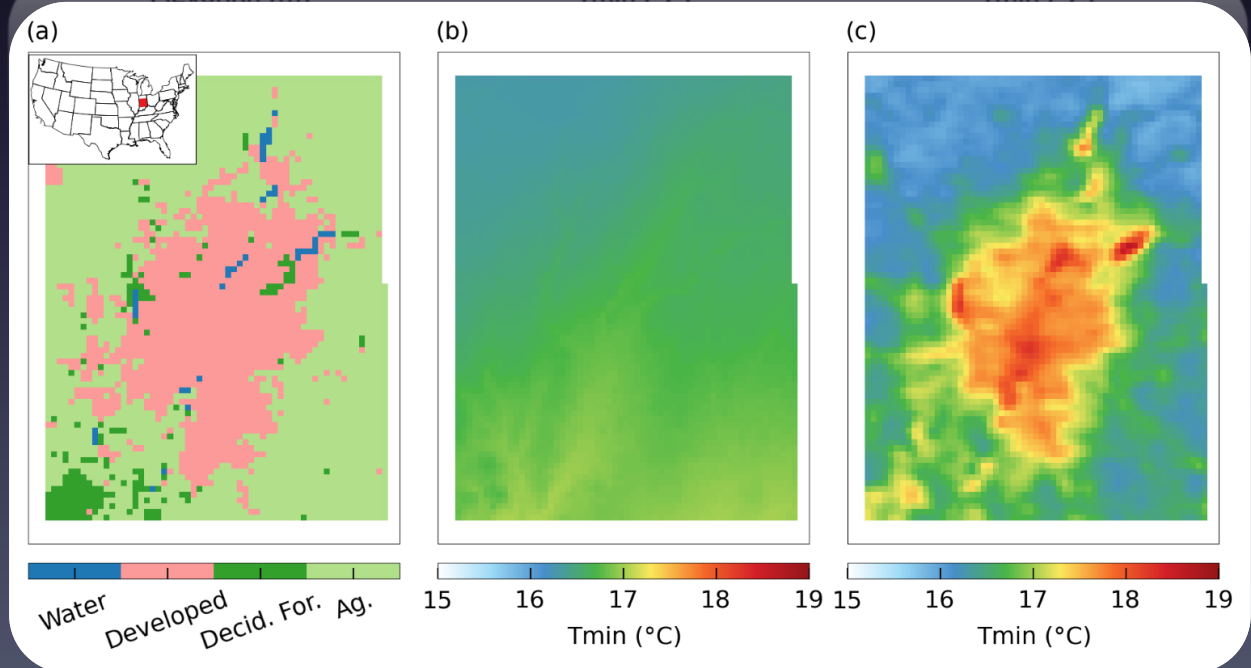 (a) (b) (c)
Water Developed Decid. For. Ag.
15 16 17 18 19
Tmin (°C)
15 16 17 18 19
Tmin (°C)